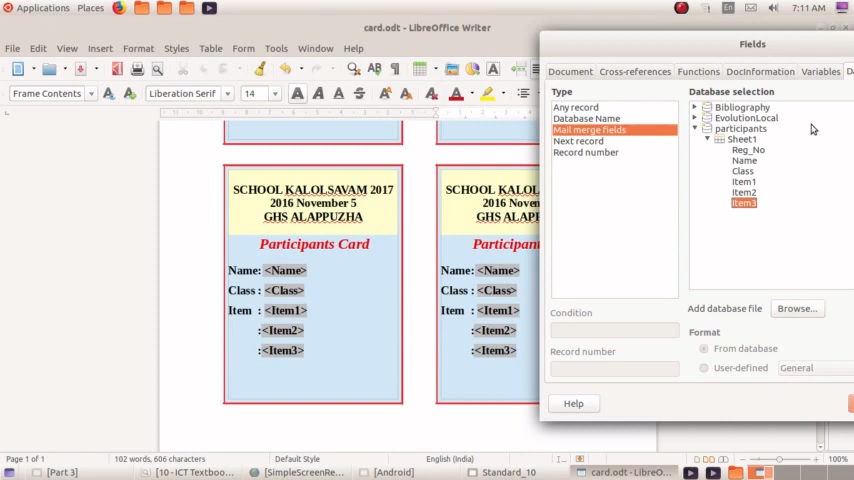 Applications Places En 7:11 AM
card.odt - LibreOffice Writer
File Edit View Insert Format Styles Table Form Tools Window Help
Frame Contents Liberation Serif 14
SCHOOL KALOLSAVAM 2017
2016 November 5
GHS ALAPPUZHA
Participants Card
Name: <Name>
Class : <Class>
Item : <Item1>
:<Item2>
:<Item3>
SCHOOL KALOL
2016 Nov
GHS ALAPP
Participant
Name: <Name>
Class : <Class>
Item : <Item1>
:<Item2>
:<Item3>
Fields
Document Cross-references Functions DocInformation Variables Da
Type
Any record
Database Name
Mail merge fields
Next record
Record number
Database selection
Bibliography
EvolutionLocal
participants
Sheet1
Reg_No
Name
Class
Item1
Item2
Item3
Condition
Record number
Add database file Browse...
Format
From database
User-defined General
Help
Page 1 of 1 102 words, 606 characters Default Style English (India) 100%
[Part 3] [10 - ICT Textboo... [SimpleScreenRe... [Android] Standard_10 card.odt - LibreO...